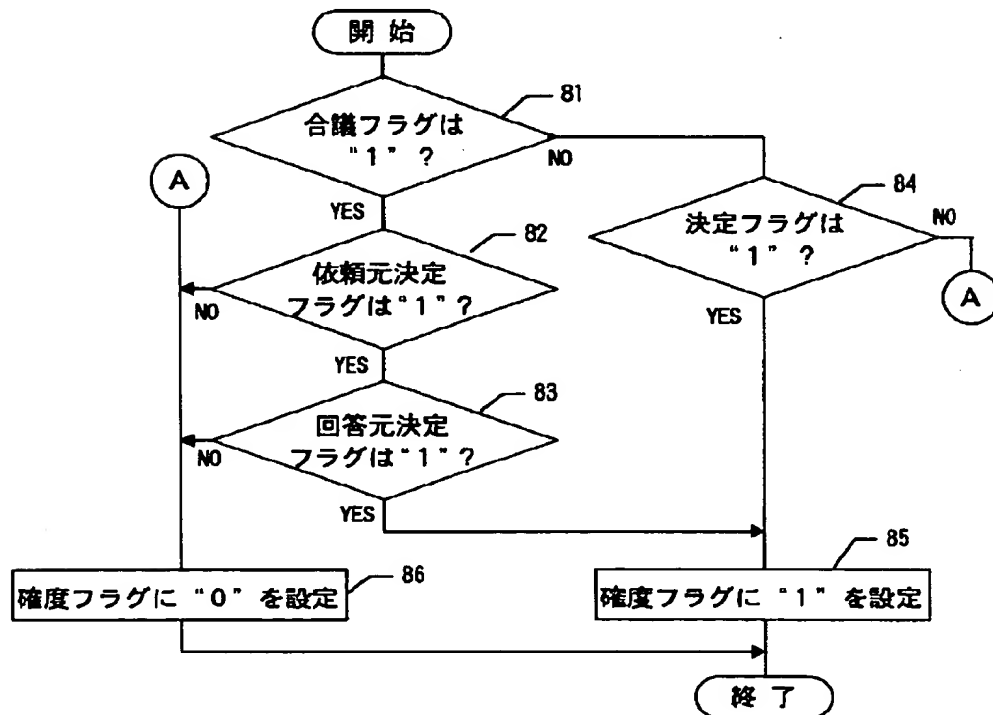 開 始
81
合議フラグは
“1” ?
NO
YES
A
84
決定フラグは
“1” ?
NO
YES
A
82
依頼元決定
フラグは“1”?
NO
YES
83
回答元決定
フラグは“1”?
NO
YES
86
確度フラグに “0” を設定
85
確度フラグに “1” を設定
終 了